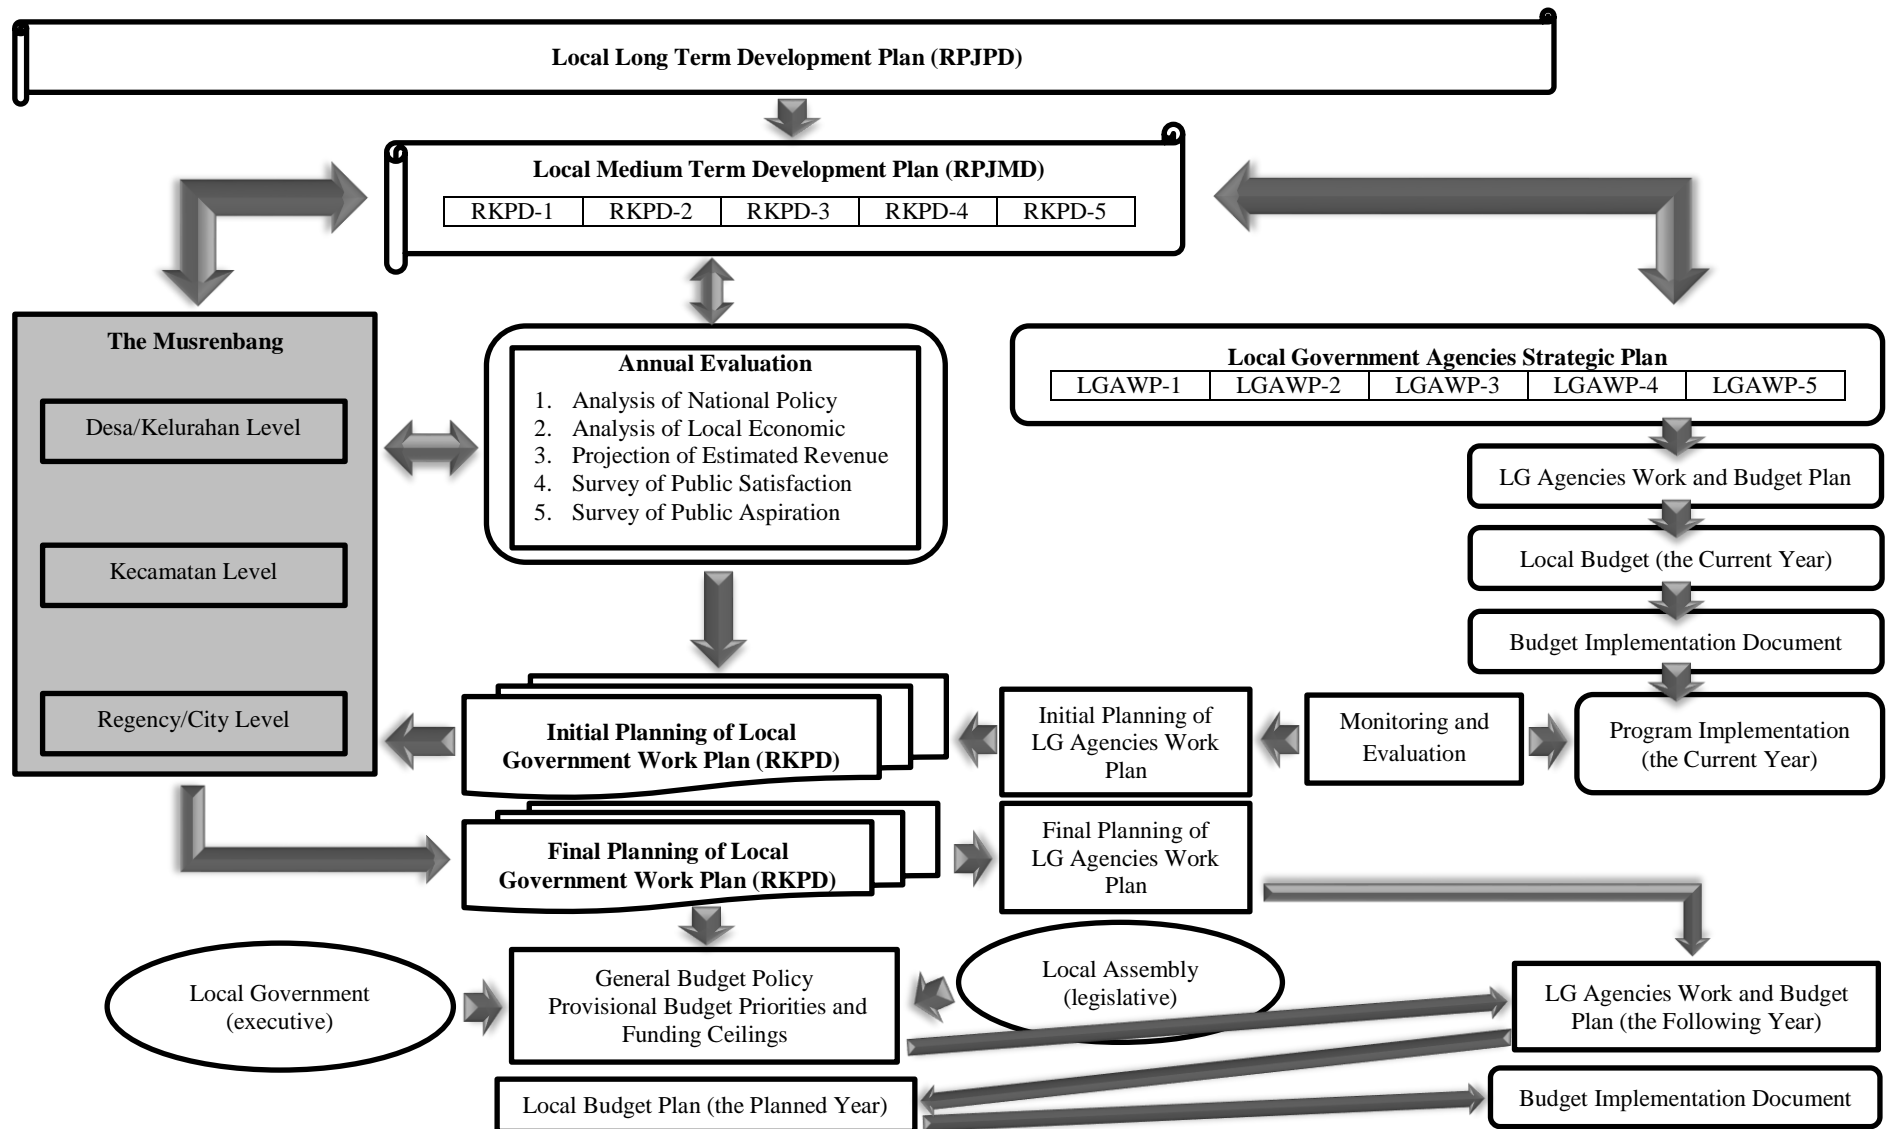 Local Long Term Development Plan (RPJPD)
Local Medium Term Development Plan (RPJMD)
RKPD-1 RKPD-2 RKPD-3 RKPD-4 RKPD-5
The Musrenbang
Desa/Kelurahan Level
Kecamatan Level
Regency/City Level
Annual Evaluation
1. Analysis of National Policy
2. Analysis of Local Economic
3. Projection of Estimated Revenue
4. Survey of Public Satisfaction
5. Survey of Public Aspiration
Local Government Agencies Strategic Plan
LGAWP-1 LGAWP-2 LGAWP-3 LGAWP-4 LGAWP-5
LG Agencies Work and Budget Plan
Local Budget (the Current Year)
Budget Implementation Document
Initial Planning of Local
Government Work Plan (RKPD)
Initial Planning of
LG Agencies Work
Plan
Monitoring and
Evaluation
Program Implementation
(the Current Year)
Final Planning of Local
Government Work Plan (RKPD)
Final Planning of
LG Agencies Work
Plan
Local Government
(executive)
General Budget Policy
Provisional Budget Priorities and
Funding Ceilings
Local Assembly
(legislative)
LG Agencies Work and Budget
Plan (the Following Year)
Local Budget Plan (the Planned Year)
Budget Implementation Document